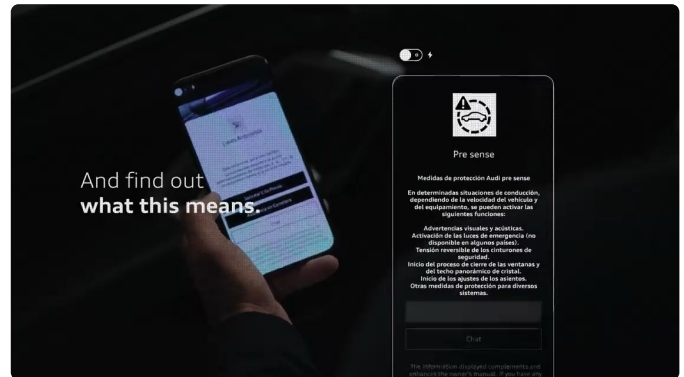 And find out
what this means.
Luces Automática
Pre sense
Medidas de protección Audi pre sense
En determinadas situaciones de conducción,
dependiendo de la velocidad del vehículo y
del equipamiento, se pueden activar las
siguientes funciones:
Advertencias visuales y acústicas.
Activación de las luces de emergencia (no
disponible en algunos países).
Tensión reversible de los cinturones de
seguridad.
Inicio del proceso de cierre de las ventanas y
del techo panorámico de cristal.
Inicio de los ajustes de los asientos.
Otras medidas de protección para diversos
sistemas.
Chat
The information displayed complements and
enhances the owner's manual. If you have any